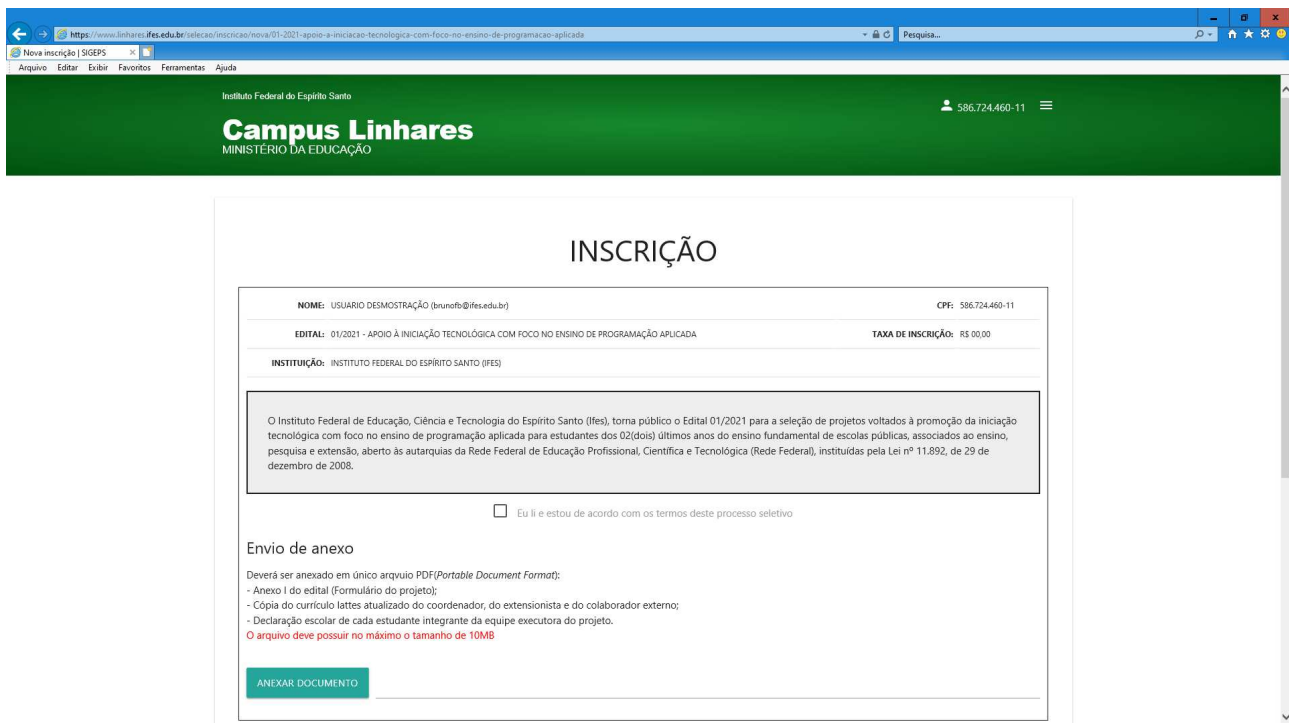 https://www.linhares.ifes.edu.br/selecao/inscricao/nova/01-2021-apoio-a-iniciacao-tecnologica-com-foco-no-ensino-de-programacao-aplicada
Pesquisa...
Nova inscrição | SIGEPS
Arquivo Editar Exibir Favoritos Ferramentas Ajuda
Instituto Federal do Espírito Santo
586.724.460-11
Campus Linhares
MINISTÉRIO DA EDUCAÇÃO
INSCRIÇÃO
NOME: USUARIO DESMOSTRAÇÃO (brunofb@ifes.edu.br) CPF: 586.724.460-11
EDITAL: 01/2021 - APOIO À INICIAÇÃO TECNOLÓGICA COM FOCO NO ENSINO DE PROGRAMAÇÃO APLICADA TAXA DE INSCRIÇÃO: R$ 00,00
INSTITUIÇÃO: INSTITUTO FEDERAL DO ESPÍRITO SANTO (IFES)
O Instituto Federal de Educação, Ciência e Tecnologia do Espírito Santo (Ifes), torna público o Edital 01/2021 para a seleção de projetos voltados à promoção da iniciação
tecnológica com foco no ensino de programação aplicada para estudantes dos 02(dois) últimos anos do ensino fundamental de escolas públicas, associados ao ensino,
pesquisa e extensão, aberto às autarquias da Rede Federal de Educação Profissional, Científica e Tecnológica (Rede Federal), instituídas pela Lei nº 11.892, de 29 de
dezembro de 2008.
Eu li e estou de acordo com os termos deste processo seletivo
Envio de anexo
Deverá ser anexado em único arqvuio PDF(Portable Document Format):
- Anexo I do edital (Formulário do projeto);
- Cópia do currículo lattes atualizado do coordenador, do extensionista e do colaborador externo;
- Declaração escolar de cada estudante integrante da equipe executora do projeto.
O arquivo deve possuir no máximo o tamanho de 10MB
ANEXAR DOCUMENTO